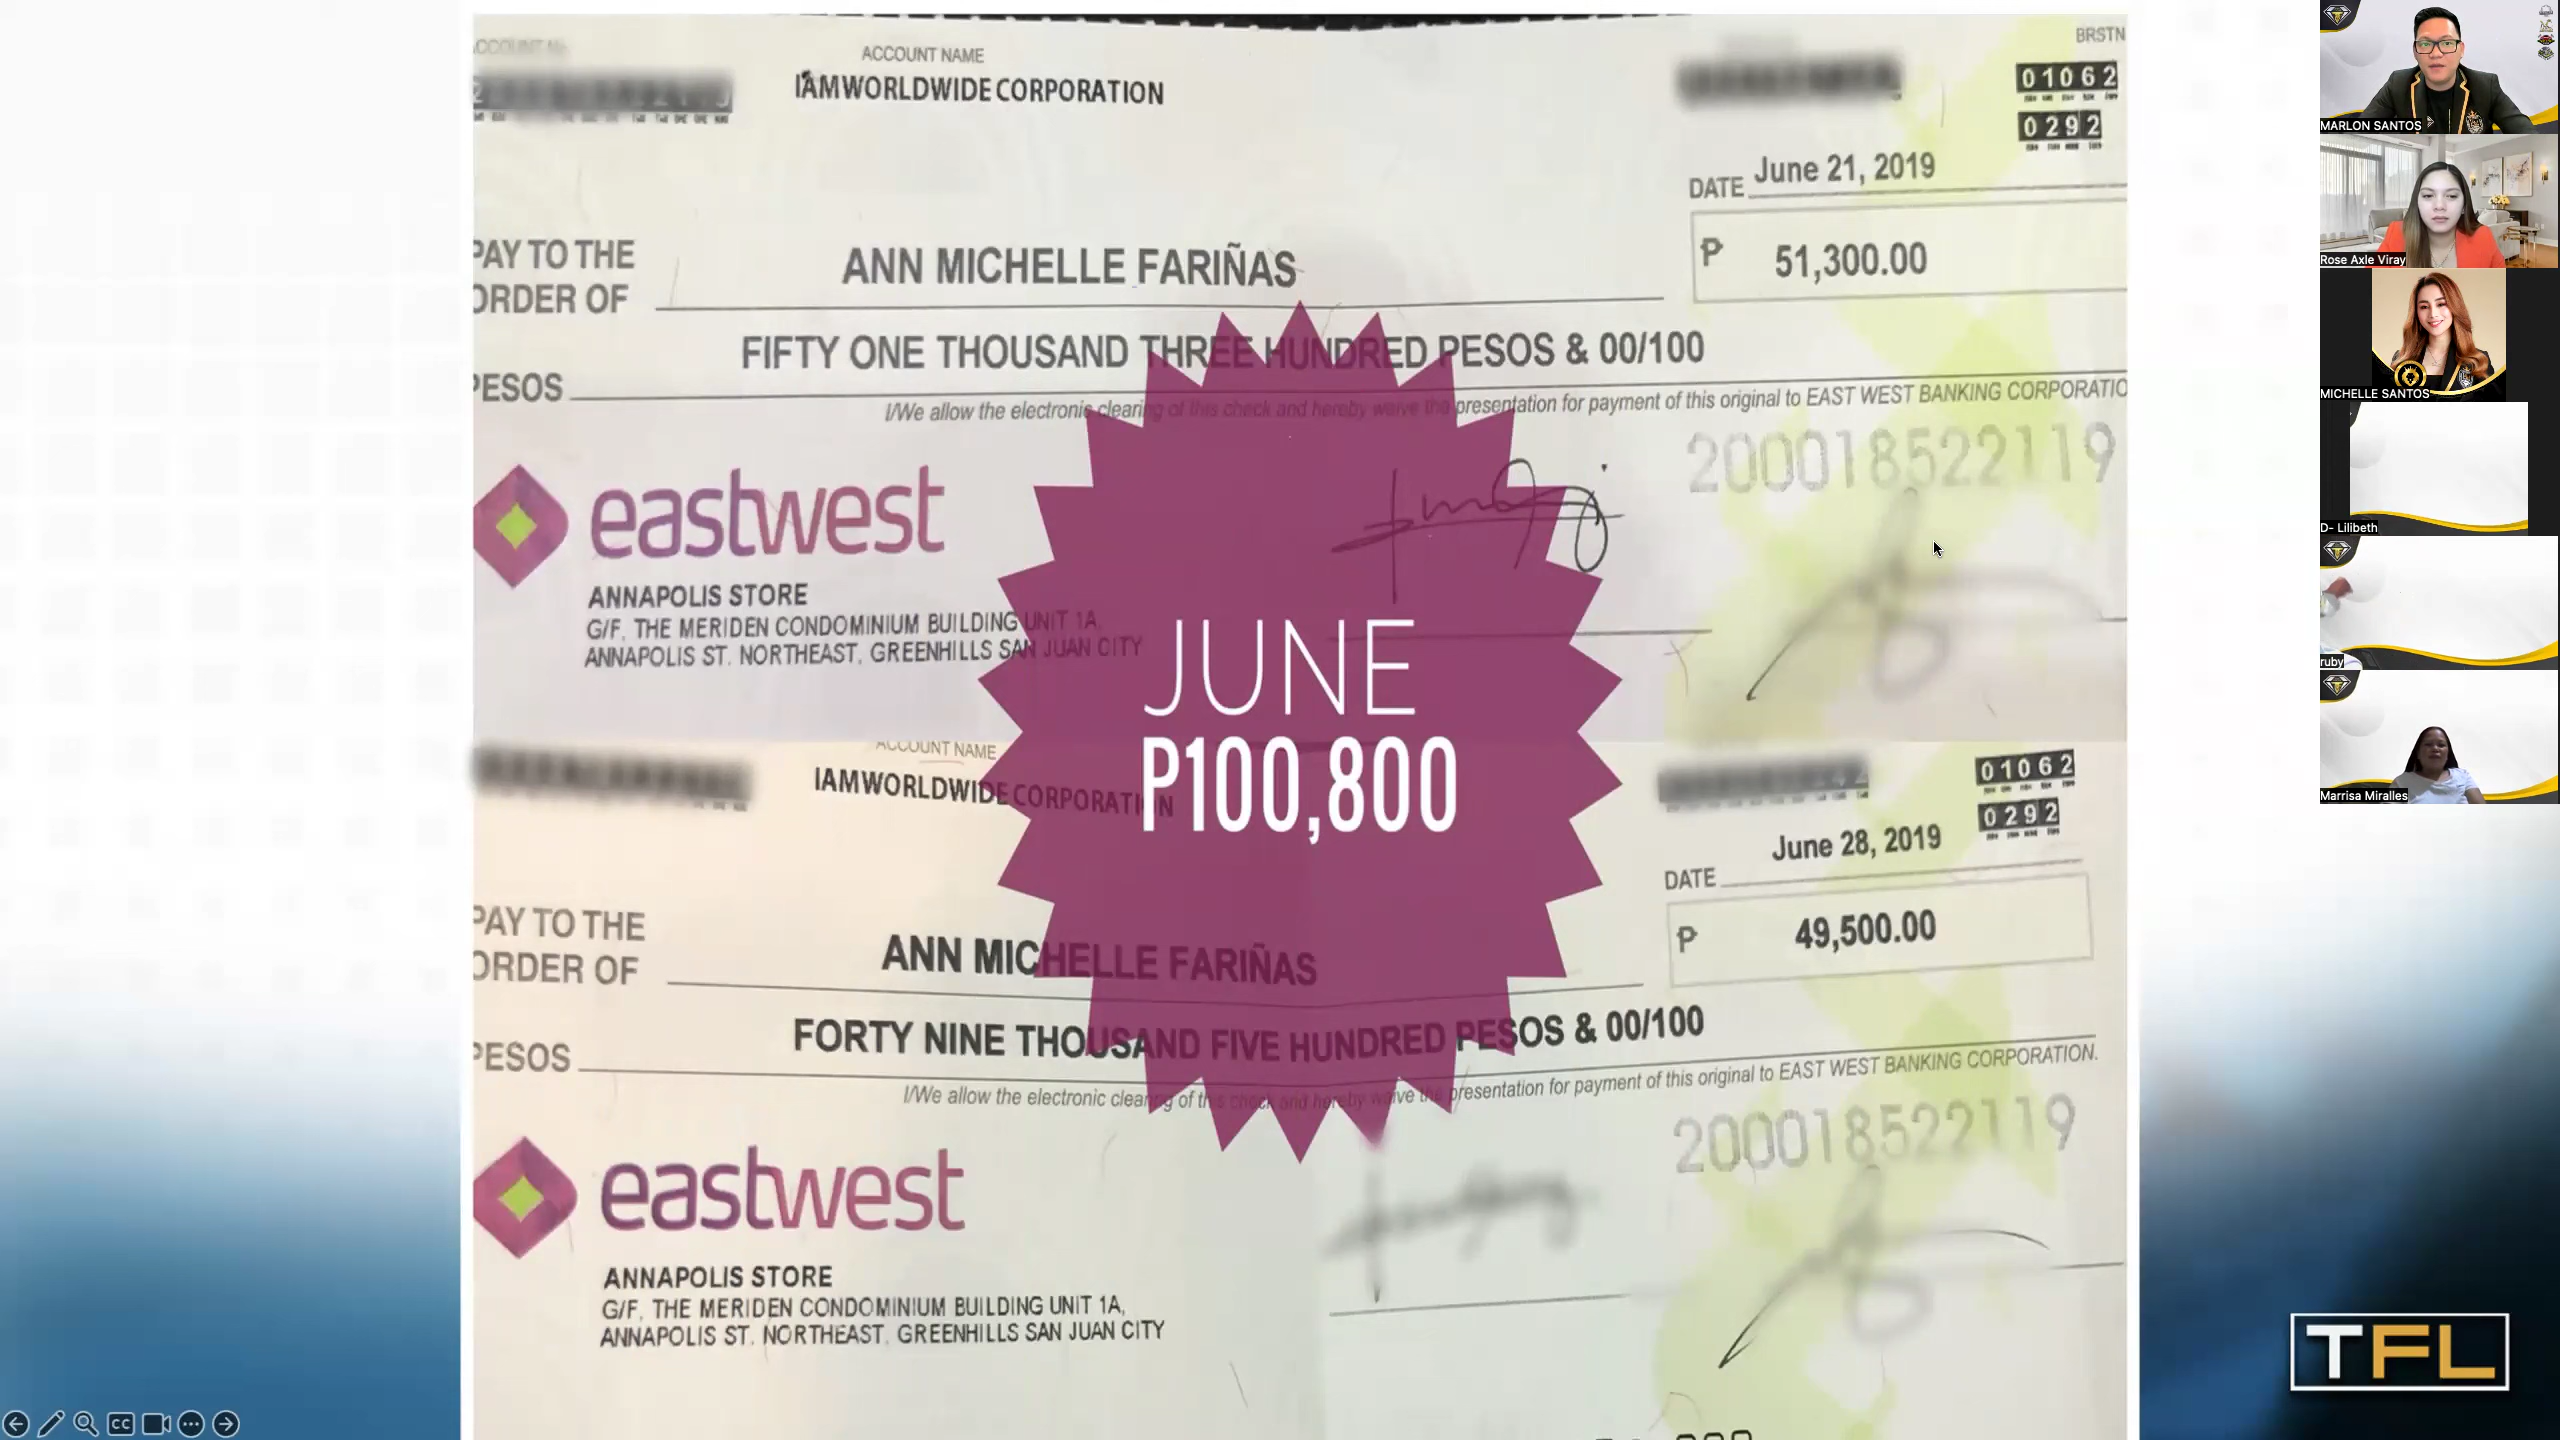 ACCOUNT NAME
IAMWORLDWIDE CORPORATION
BRSTN
01062
0292
DATE June 21, 2019
PAY TO THE
ORDER OF
ANN MICHELLE FARIÑAS
₱ 51,300.00
PESOS
FIFTY ONE THOUSAND THREE HUNDRED PESOS & 00/100
I/We allow the electronic clearing of this check and hereby waive the presentation for payment of this original to EAST WEST BANKING CORPORATIO
200018522119
eastwest
ANNAPOLIS STORE
G/F, THE MERIDEN CONDOMINIUM BUILDING UNIT 1A,
ANNAPOLIS ST. NORTHEAST, GREENHILLS SAN JUAN CITY
JUNE
P100,800
ACCOUNT NAME
IAMWORLDWIDE CORPORATION
01062
0292
DATE June 28, 2019
PAY TO THE
ORDER OF
ANN MICHELLE FARIÑAS
₱ 49,500.00
PESOS
FORTY NINE THOUSAND FIVE HUNDRED PESOS & 00/100
I/We allow the electronic clearing of this check and hereby waive the presentation for payment of this original to EAST WEST BANKING CORPORATION.
200018522119
eastwest
ANNAPOLIS STORE
G/F, THE MERIDEN CONDOMINIUM BUILDING UNIT 1A,
ANNAPOLIS ST. NORTHEAST, GREENHILLS SAN JUAN CITY
MARLON SANTOS
Rose Axle Viray
MICHELLE SANTOS
D- Lilibeth
ruby
Marrisa Miralles
TFL
CC